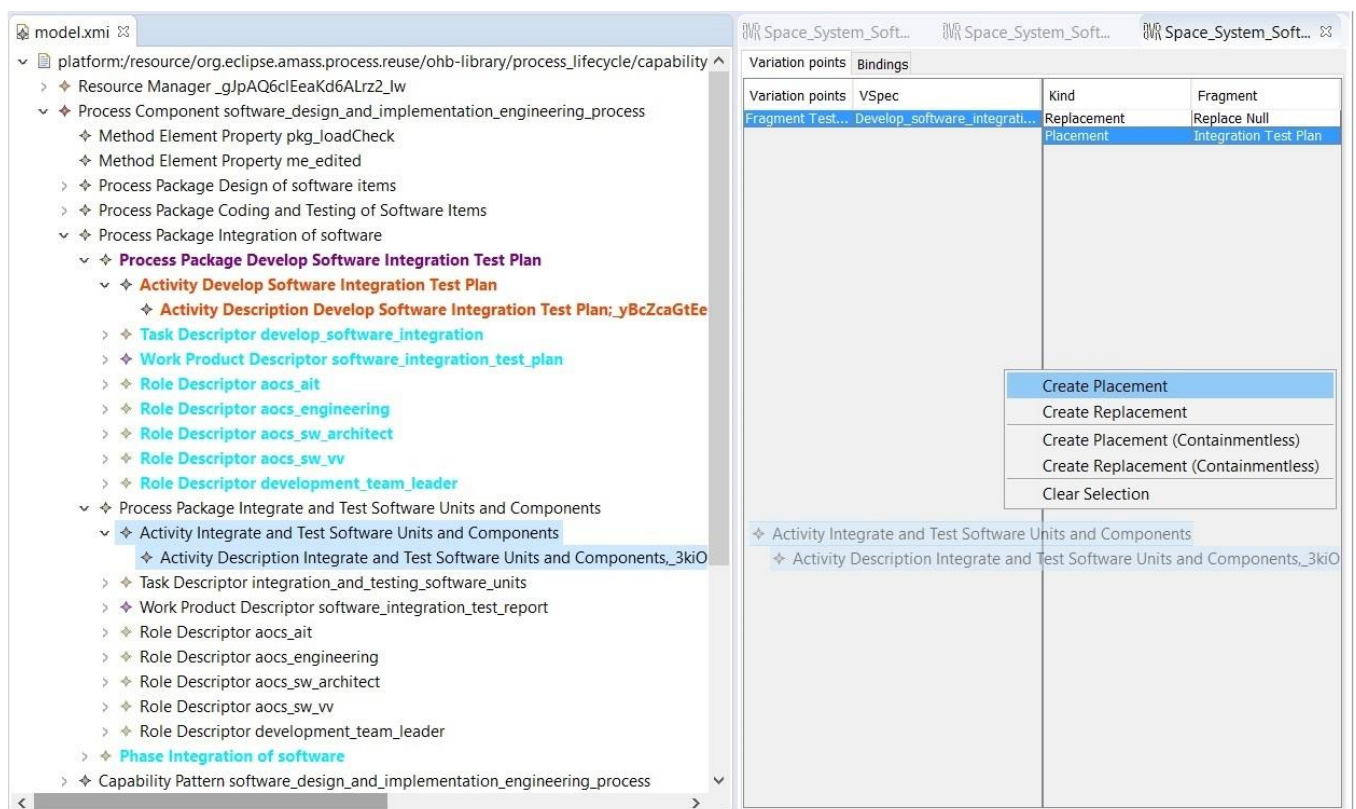 model.xmi
platform:/resource/org.eclipse.amass.process.reuse/ohb-library/process_lifecycle/capability
Resource Manager _gJpAQ6clEeaKd6ALrz2_lw
Process Component software_design_and_implementation_engineering_process
Method Element Property pkg_loadCheck
Method Element Property me_edited
Process Package Design of software items
Process Package Coding and Testing of Software Items
Process Package Integration of software
Process Package Develop Software Integration Test Plan
Activity Develop Software Integration Test Plan
Activity Description Develop Software Integration Test Plan;_yBcZcaGtEe
Task Descriptor develop_software_integration
Work Product Descriptor software_integration_test_plan
Role Descriptor aocs_ait
Role Descriptor aocs_engineering
Role Descriptor aocs_sw_architect
Role Descriptor aocs_sw_vv
Role Descriptor development_team_leader
Process Package Integrate and Test Software Units and Components
Activity Integrate and Test Software Units and Components
Activity Description Integrate and Test Software Units and Components,_3kiO
Task Descriptor integration_and_testing_software_units
Work Product Descriptor software_integration_test_report
Role Descriptor aocs_ait
Role Descriptor aocs_engineering
Role Descriptor aocs_sw_architect
Role Descriptor aocs_sw_vv
Role Descriptor development_team_leader
Phase Integration of software
Capability Pattern software_design_and_implementation_engineering_process
Space_System_Soft... Space_System_Soft... Space_System_Soft...
Variation points Bindings
Variation points VSpec Kind Fragment
Fragment Test... Develop_software_integrati... Replacement Replace Null
Placement Integration Test Plan
Create Placement
Create Replacement
Create Placement (Containmentless)
Create Replacement (Containmentless)
Clear Selection
Activity Integrate and Test Software Units and Components
Activity Description Integrate and Test Software Units and Components,_3kiO